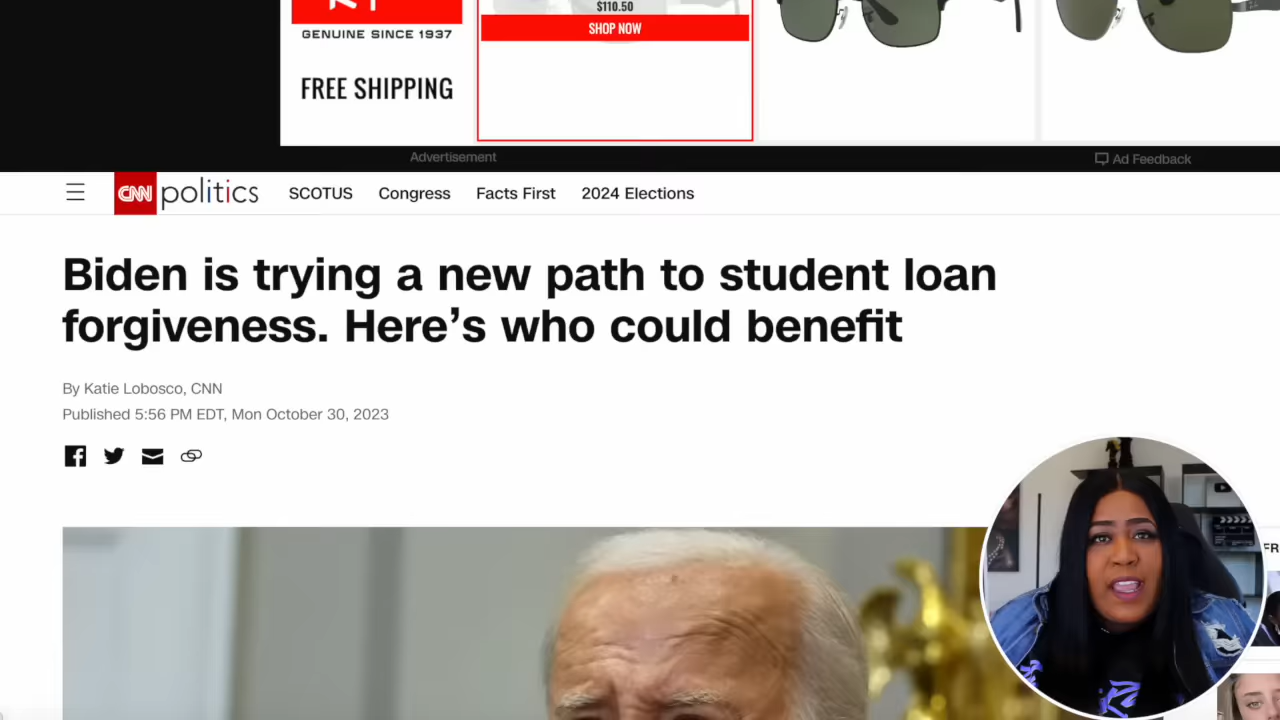 $110.50
SHOP NOW
GENUINE SINCE 1937
FREE SHIPPING
Advertisement
Ad Feedback
CNN politics SCOTUS Congress Facts First 2024 Elections
Biden is trying a new path to student loan
forgiveness. Here’s who could benefit
By Katie Lobosco, CNN
Published 5:56 PM EDT, Mon October 30, 2023
FR